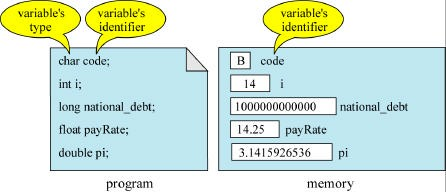 variable's
type
variable's
identifier
variable's
identifier
char code;
int i;
long national_debt;
float payRate;
double pi;
B code
14 i
1000000000000 national_debt
14.25 payRate
3.1415926536 pi
program
memory